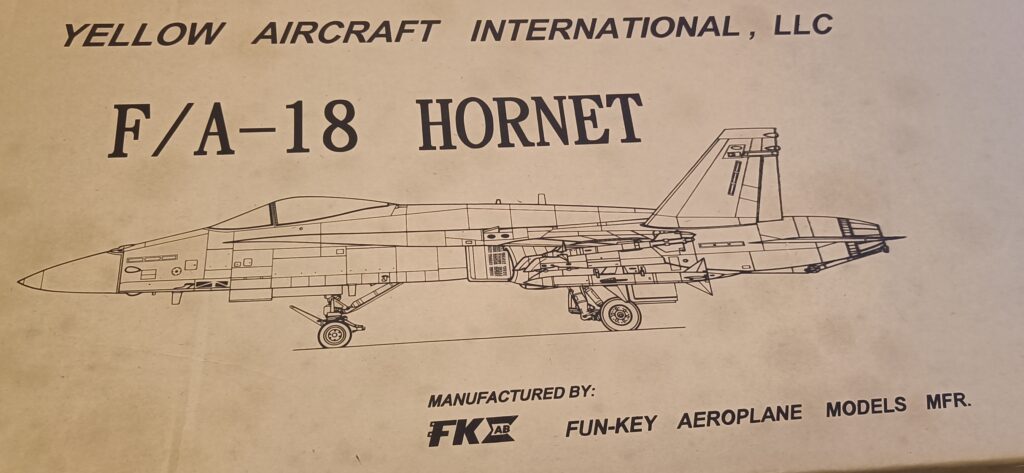 YELLOW AIRCRAFT INTERNATIONAL, LLC
F/A-18 HORNET
MANUFACTURED BY:
FK AB FUN-KEY AEROPLANE MODELS MFR.